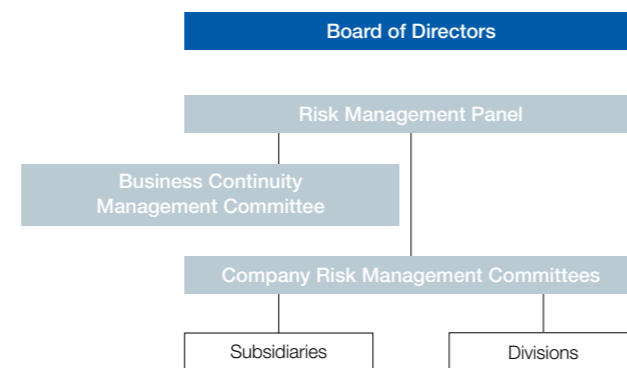 Board of Directors
Risk Management Panel
Business Continuity
Management Committee
Company Risk Management Committees
Subsidiaries
Divisions